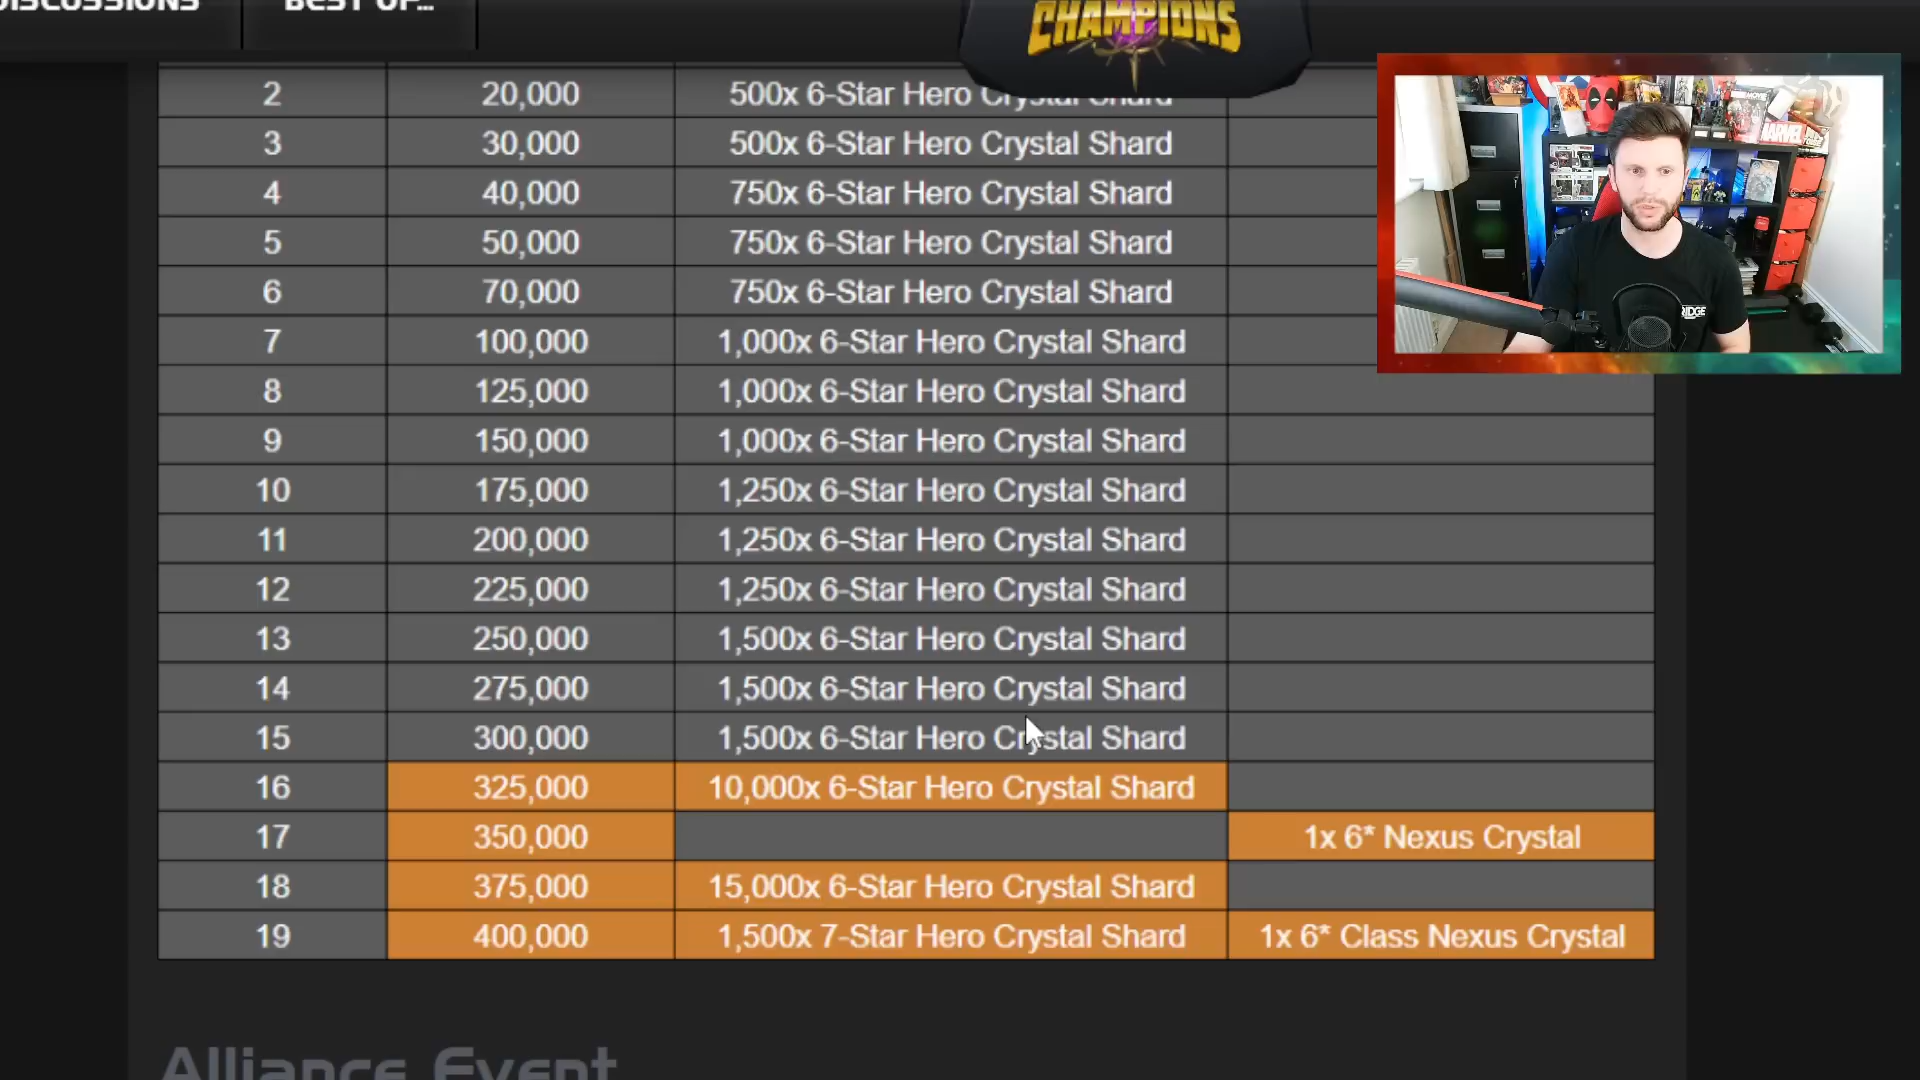 DISCUSSIONS BEST OF...
CHAMPIONS
2 20,000 500x 6-Star Hero Crystal Shard
3 30,000 500x 6-Star Hero Crystal Shard
4 40,000 750x 6-Star Hero Crystal Shard
5 50,000 750x 6-Star Hero Crystal Shard
6 70,000 750x 6-Star Hero Crystal Shard
7 100,000 1,000x 6-Star Hero Crystal Shard
8 125,000 1,000x 6-Star Hero Crystal Shard
9 150,000 1,000x 6-Star Hero Crystal Shard
10 175,000 1,250x 6-Star Hero Crystal Shard
11 200,000 1,250x 6-Star Hero Crystal Shard
12 225,000 1,250x 6-Star Hero Crystal Shard
13 250,000 1,500x 6-Star Hero Crystal Shard
14 275,000 1,500x 6-Star Hero Crystal Shard
15 300,000 1,500x 6-Star Hero Crystal Shard
16 325,000 10,000x 6-Star Hero Crystal Shard
17 350,000 1x 6* Nexus Crystal
18 375,000 15,000x 6-Star Hero Crystal Shard
19 400,000 1,500x 7-Star Hero Crystal Shard 1x 6* Class Nexus Crystal
Alliance Event
MARVEL
RIDGE